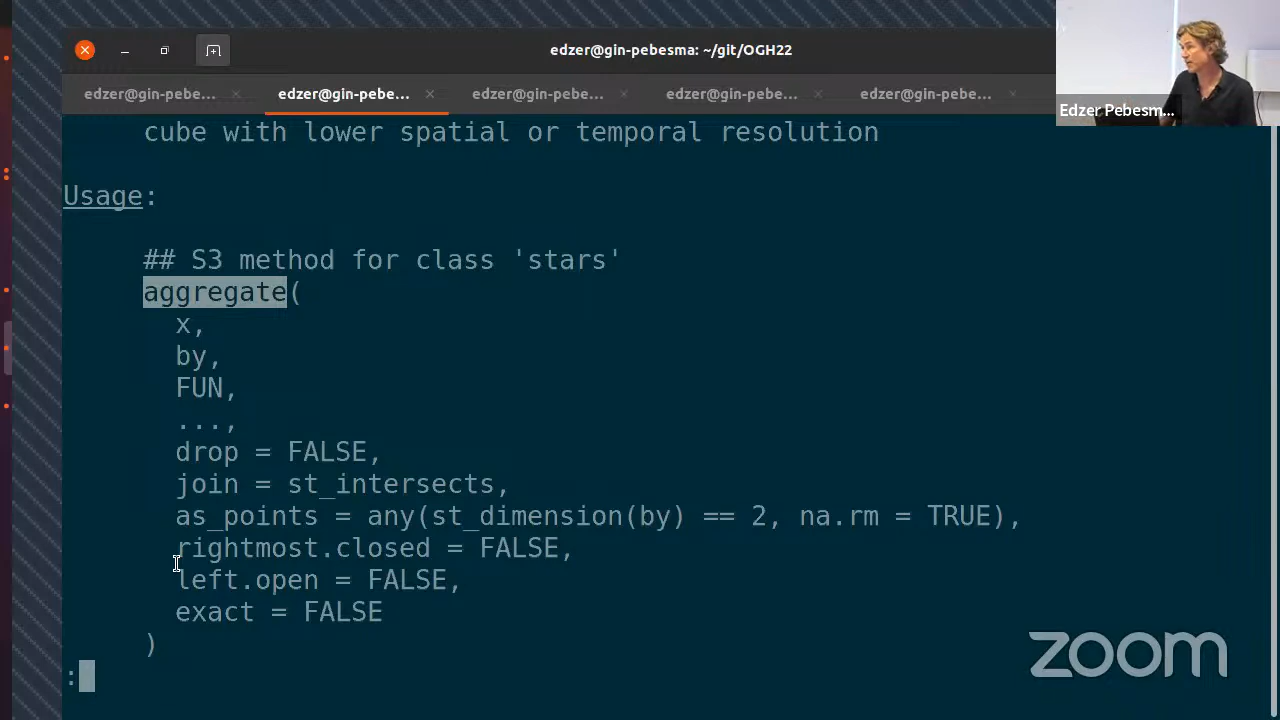 edzer@gin-pebesma: ~/git/OGH22
edzer@gin-pebe... edzer@gin-pebe... edzer@gin-pebe... edzer@gin-pebe... edzer@gin-pebe...
Edzer Pebesm...
cube with lower spatial or temporal resolution
Usage:
## S3 method for class 'stars'
aggregate(
x,
by,
FUN,
...,
drop = FALSE,
join = st_intersects,
as_points = any(st_dimension(by) == 2, na.rm = TRUE),
rightmost.closed = FALSE,
left.open = FALSE,
exact = FALSE
)
:
zoom